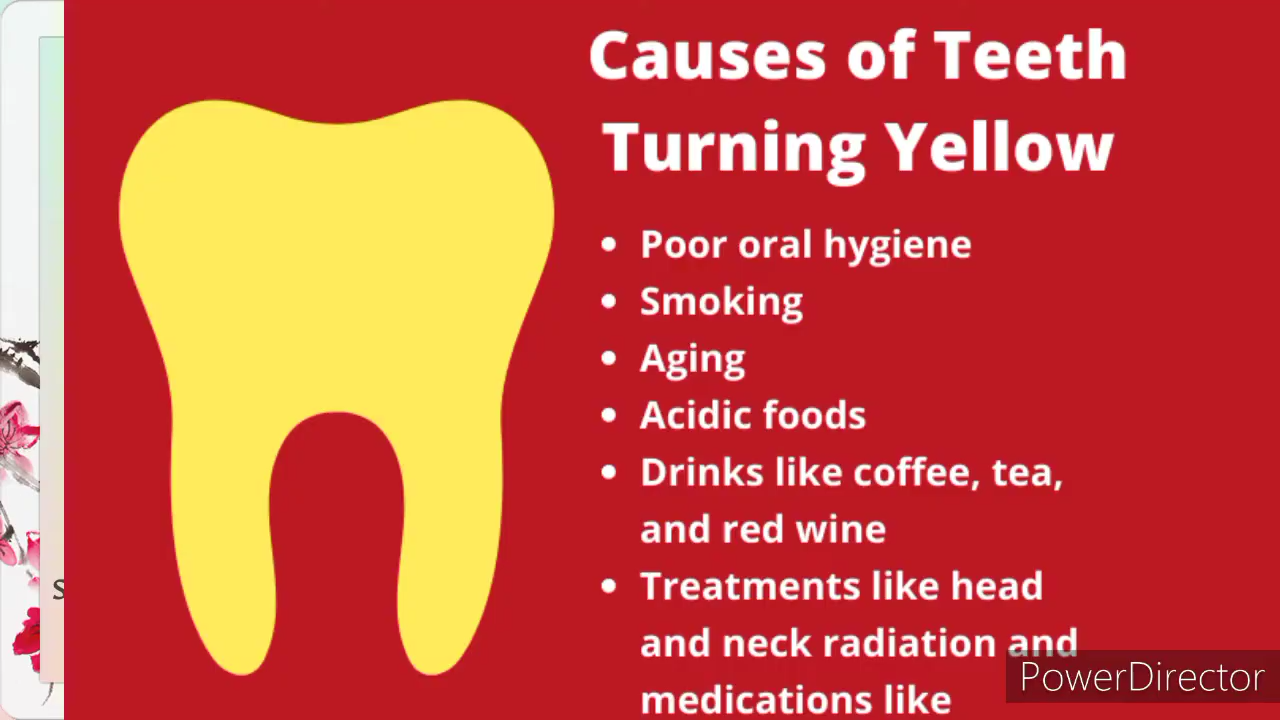 Causes of Teeth
Turning Yellow
• Poor oral hygiene
• Smoking
• Aging
• Acidic foods
• Drinks like coffee, tea,
and red wine
• Treatments like head
and neck radiation and
medications like
PowerDirector